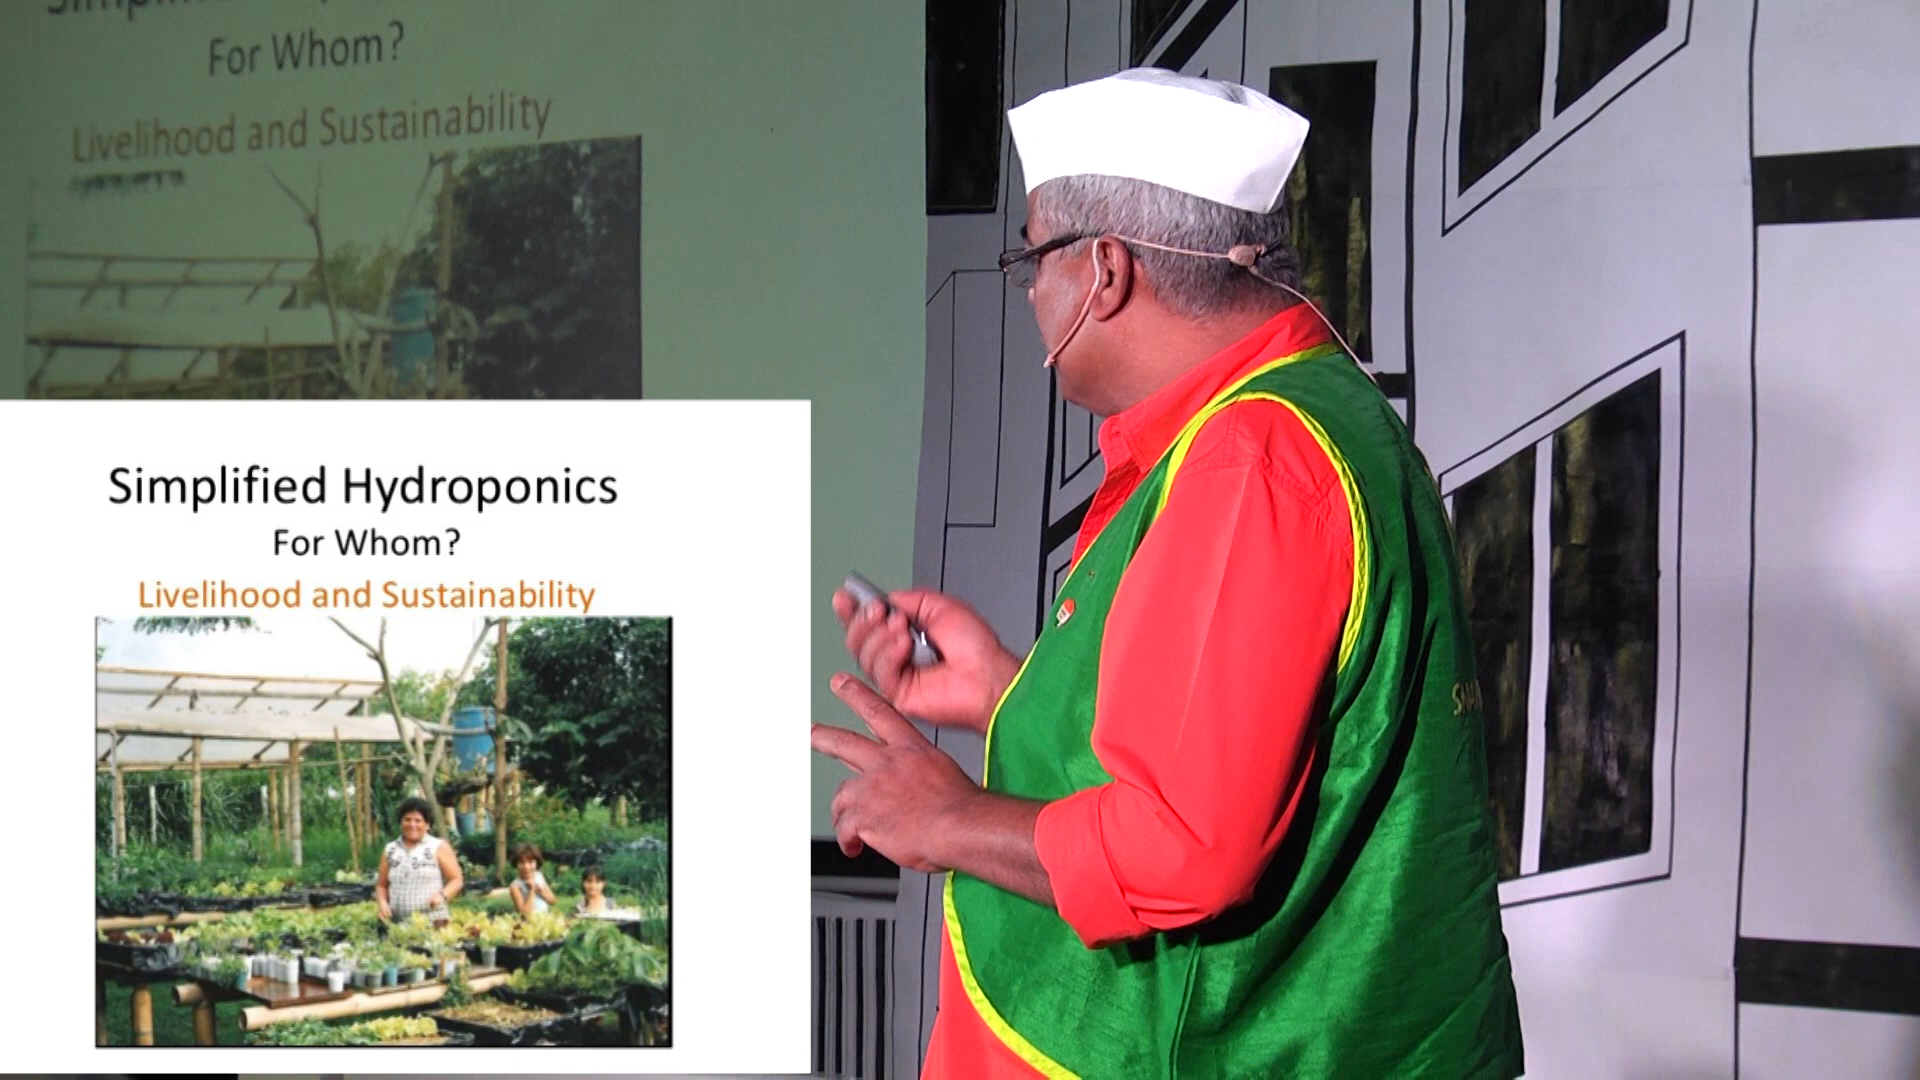 For Whom?
Livelihood and Sustainability
Simplified Hydroponics
For Whom?
Livelihood and Sustainability